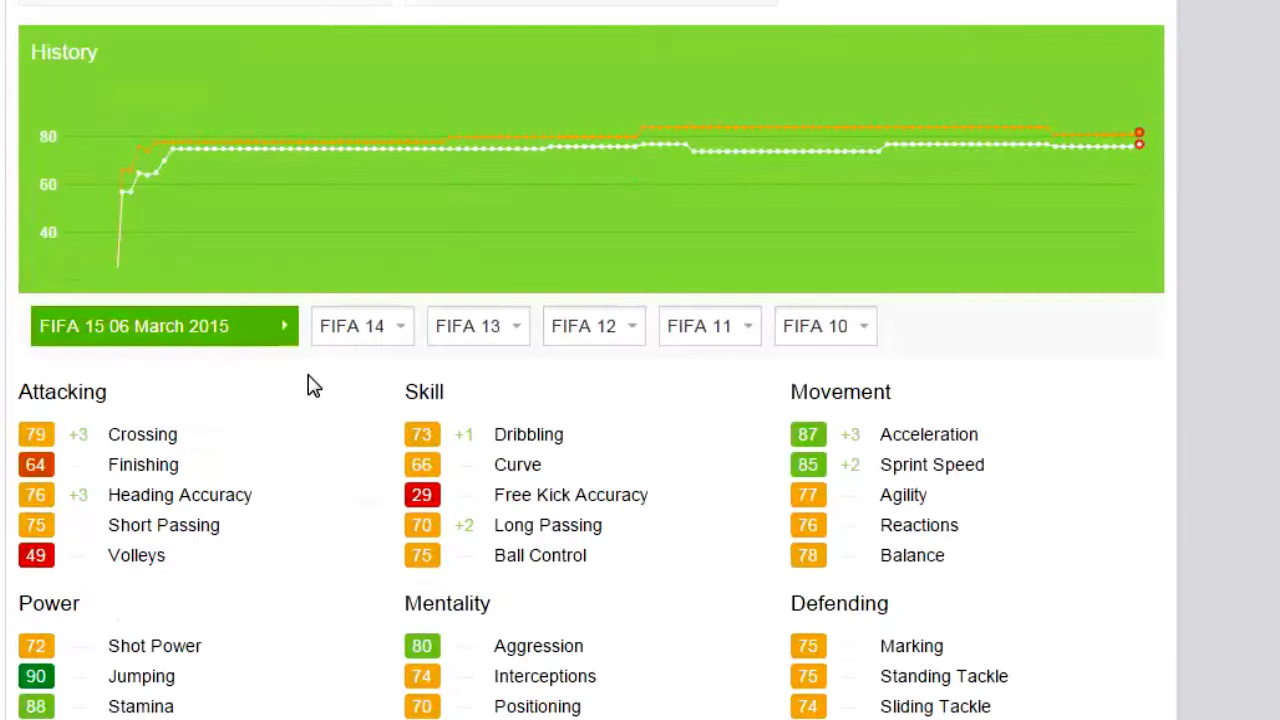 History
80
60
40
FIFA 15 06 March 2015 FIFA 14 FIFA 13 FIFA 12 FIFA 11 FIFA 10
Attacking Skill Movement
79 +3 Crossing 73 +1 Dribbling 87 +3 Acceleration
64 Finishing 66 Curve 85 +2 Sprint Speed
76 +3 Heading Accuracy 29 Free Kick Accuracy 77 Agility
75 Short Passing 70 +2 Long Passing 76 Reactions
49 Volleys 75 Ball Control 78 Balance
Power Mentality Defending
72 Shot Power 80 Aggression 75 Marking
90 Jumping 74 Interceptions 75 Standing Tackle
88 Stamina 70 Positioning 74 Sliding Tackle